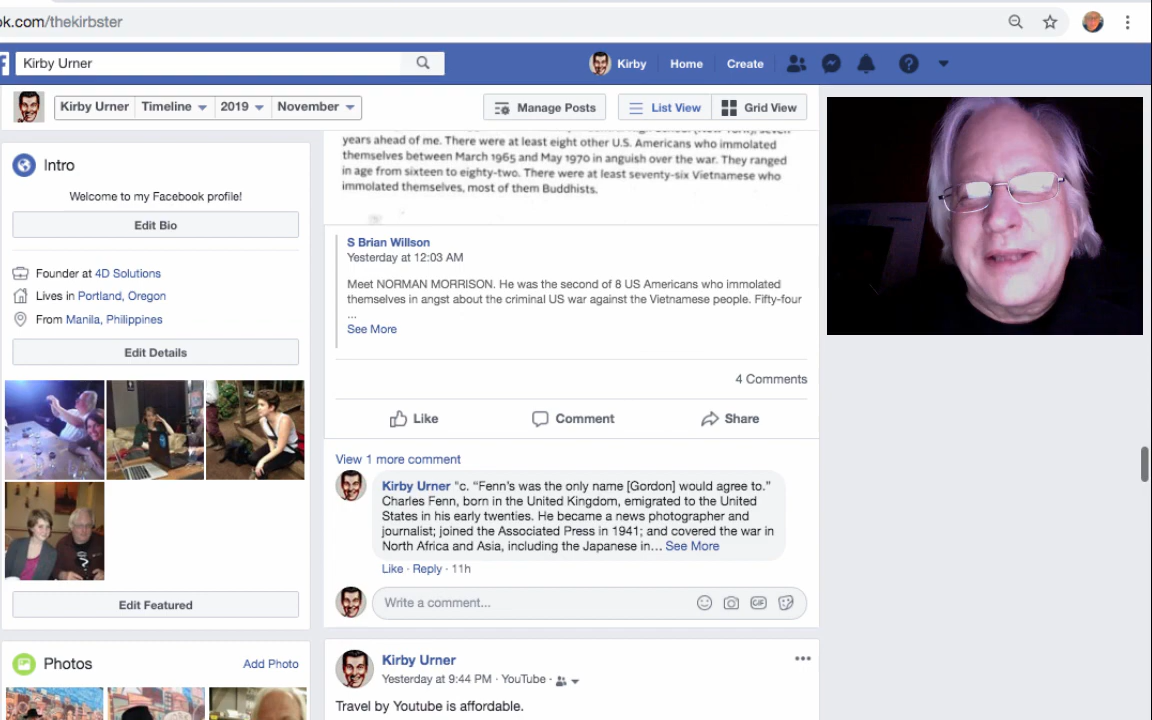 ok.com/thekirbster
Kirby Urner
Kirby
Home
Create
Kirby Urner
Timeline
2019
November
Manage Posts
List View
Grid View
years ahead of me. There were at least eight other U.S. Americans who immolated
themselves between March 1965 and May 1970 in anguish over the war. They ranged
in age from sixteen to eighty-two. There were at least seventy-six Vietnamese who
immolated themselves, most of them Buddhists.
Intro
Welcome to my Facebook profile!
Edit Bio
Founder at 4D Solutions
Lives in Portland, Oregon
From Manila, Philippines
Edit Details
Edit Featured
Photos
Add Photo
S Brian Willson
Yesterday at 12:03 AM
Meet NORMAN MORRISON. He was the second of 8 US Americans who immolated
themselves in angst about the criminal US war against the Vietnamese people. Fifty-four
...
See More
4 Comments
Like
Comment
Share
View 1 more comment
Kirby Urner "c. “Fenn's was the only name [Gordon] would agree to.”
Charles Fenn, born in the United Kingdom, emigrated to the United
States in his early twenties. He became a news photographer and
journalist; joined the Associated Press in 1941; and covered the war in
North Africa and Asia, including the Japanese in... See More
Like · Reply · 11h
Write a comment...
GIF
Kirby Urner
Yesterday at 9:44 PM · YouTube ·
Travel by Youtube is affordable.